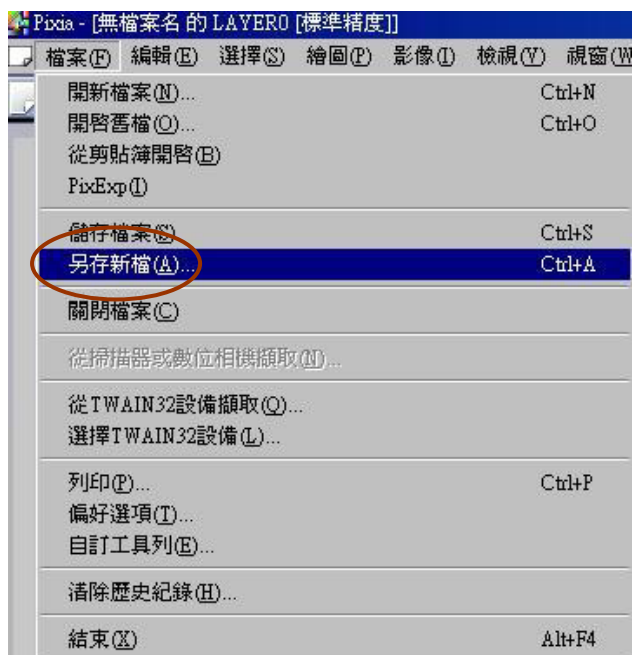 Pixia - [無檔案名 的 LAYER0 [標準精度]]
檔案(F) 編輯(E) 選擇(S) 繪圖(P) 影像(I) 檢視(V) 視窗(W
開新檔案(N)... Ctrl+N
開啓舊檔(O)... Ctrl+O
從剪貼簿開啓(B)
PixExp(I)
儲存檔案(S) Ctrl+S
另存新檔(A)... Ctrl+A
關閉檔案(C)
從掃描器或數位相機擷取(N)...
從TWAIN32設備擷取(Q)...
選擇TWAIN32設備(L)...
列印(P)... Ctrl+P
偏好選項(T)...
自訂工具列(E)...
清除歷史紀錄(H)...
結束(X) Alt+F4